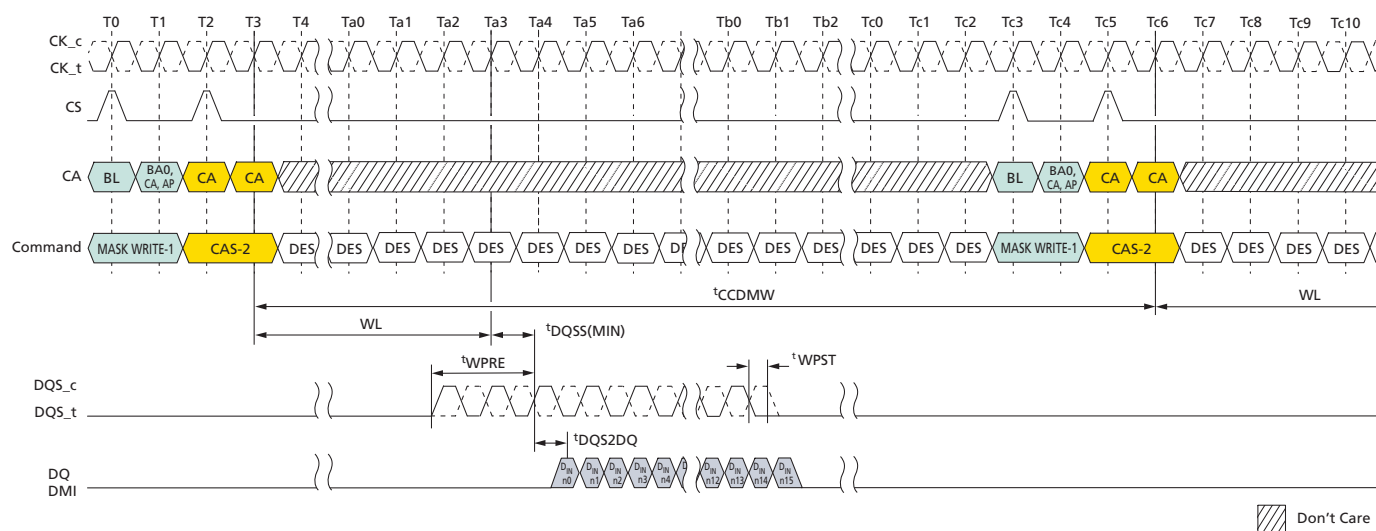 T0 T1 T2 T3 T4 Ta0 Ta1 Ta2 Ta3 Ta4 Ta5 Ta6 Tb0 Tb1 Tb2 Tc0 Tc1 Tc2 Tc3 Tc4 Tc5 Tc6 Tc7 Tc8 Tc9 Tc10
CK_c
CK_t
CS
CA BL BA0, CA, AP CA CA BL BA0, CA, AP CA CA
Command MASK WRITE-1 CAS-2 DES DES DES DES DES DES DES DES DES DES DES DES DES DES DES MASK WRITE-1 CAS-2 DES DES DES DES
tCCDMW WL
WL tDQSS(MIN)
tWPRE tWPST
DQS_c
DQS_t
tDQS2DQ
DQ
DMI
DIN n0 DIN n1 DIN n2 DIN n3 DIN n4 DIN n12 DIN n13 DIN n14 DIN n15
Don't Care